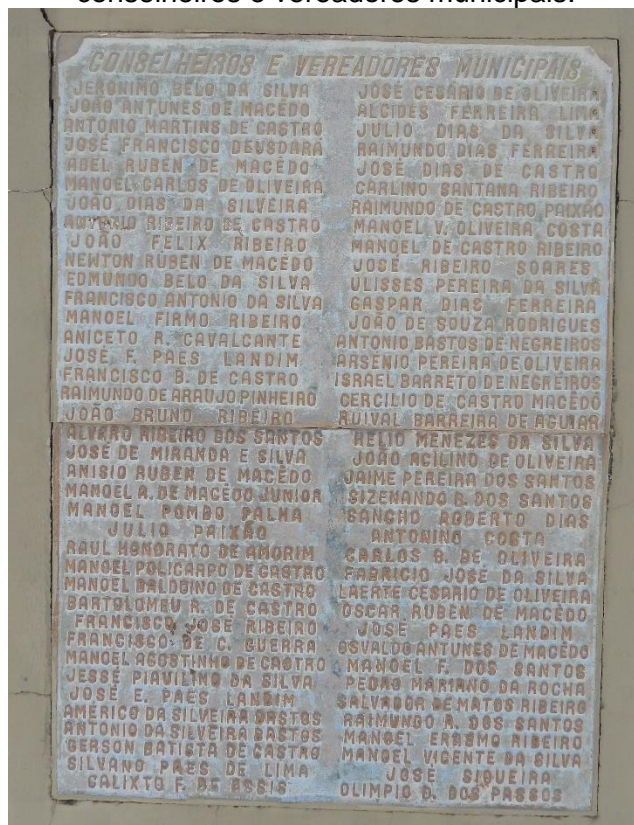 conselheiros e vereadores municipais.
CONSELHEIROS E VEREADORES MUNICIPAIS
JERONIMO BELO DA SILVA
JOÃO ANTUNES DE MACÊDO
ANTONIO MARTINS DE CASTRO
JOSÉ FRANCISCO DEUSDARÁ
ABEL RUBEN DE MACÊDO
MANOEL CARLOS DE OLIVEIRA
JOÃO DIAS DA SILVEIRA
ANTONIO RIBEIRO DE CASTRO
JOÃO FELIX RIBEIRO
NEWTON RUBEN DE MACÊDO
EDMUNDO BELO DA SILVA
FRANCISCO ANTONIO DA SILVA
MANOEL FIRMO RIBEIRO
ANICETO R. CAVALCANTE
JOSÉ F. PAES LANDIM
FRANCISCO B. DE CASTRO
RAIMUNDO DE ARAUJO PINHEIRO
JOÃO BRUNO RIBEIRO
ALVARO RIBEIRO DOS SANTOS
JOSÉ DE MIRANDA E SILVA
ANISIO RUBEN DE MACÊDO
MANOEL A. DE MACEDO JUNIOR
MANOEL POMBO PALHA
JULIO PAIXÃO
RAUL HONORATO DE AMORIM
MANOEL POLICARPO DE CASTRO
MANOEL BALDOINO DE CASTRO
BARTOLOMEU R. DE CASTRO
FRANCISCO JOSÉ RIBEIRO
FRANCISCO DE C. GUERRA
MANOEL AGOSTINHO DE CASTRO
JESSÉ PIAUILINO DA SILVA
JOSÉ E. PAES LANDIM
AMÉRICO DA SILVEIRA BASTOS
ANTONIO DA SILVEIRA BASTOS
GERSON BATISTA DE CASTRO
SILVANO PAES DE LIMA
CALIXTO F. DE ASSIS
JOSÉ CESÁRIO DE OLIVEIRA
ALCIDES FERREIRA LIMA
JULIO DIAS DA SILVA
RAIMUNDO DIAS FERREIRA
JOSÉ DIAS DE CASTRO
CARLINO SANTANA RIBEIRO
RAIMUNDO DE CASTRO PAIXÃO
MANOEL V. OLIVEIRA COSTA
MANOEL DE CASTRO RIBEIRO
JOSÉ RIBEIRO SOARES
ULISSES PEREIRA DA SILVA
GASPAR DIAS FERREIRA
JOÃO DE SOUZA RODRIGUES
ANTONIO BASTOS DE NEGREIROS
ARSÊNIO PEREIRA DE OLIVEIRA
ISRAEL BARRETO DE NEGREIROS
CERCILIO DE CASTRO MACÊDO
RUIVAL BARREIRA DE AGUIAR
HELIO MENEZES DA SILVA
JOÃO AGILINO DE OLIVEIRA
JAIME PEREIRA DOS SANTOS
SIZENANDO B. DOS SANTOS
SANCHO ROBERTO DIAS
ANTONINO COSTA
CARLOS B. DE OLIVEIRA
FABRICIO JOSÉ DA SILVA
LAERTE CESARIO DE OLIVEIRA
OSCAR RUBEN DE MACÊDO
JOSÉ PAES LANDIM
OSVALDO ANTUNES DE MACÊDO
MANOEL F. DOS SANTOS
PEDRO MARIANO DA ROCHA
SALVADOR DE MATOS RIBEIRO
RAIMUNDO R. DOS SANTOS
MANOEL ERASMO RIBEIRO
MANOEL VICENTE DA SILVA
JOSÉ SIQUEIRA
OLIMPIO D. DOS PASSOS